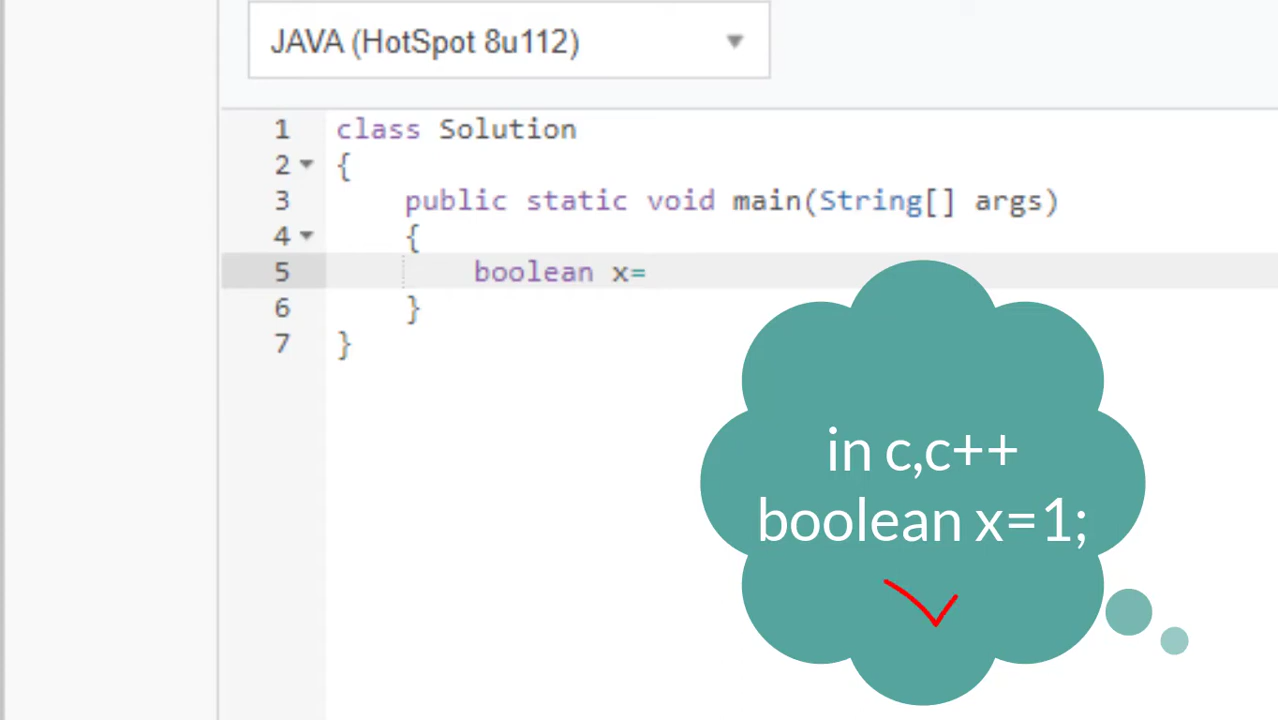 JAVA (HotSpot 8u112)
1 class Solution
2 {
3 public static void main(String[] args)
4 {
5 boolean x=
6 }
7 }
in c,c++
boolean x=1;